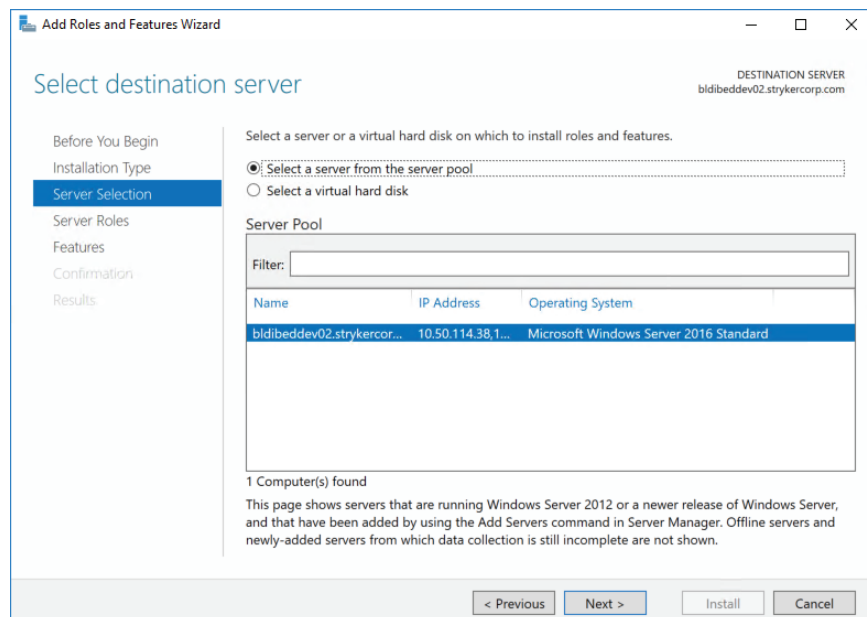 Add Roles and Features Wizard
Select destination server
DESTINATION SERVER
bldibeddev02.strykercorp.com
Before You Begin
Installation Type
Server Selection
Server Roles
Features
Confirmation
Results
Select a server or a virtual hard disk on which to install roles and features.
Select a server from the server pool
Select a virtual hard disk
Server Pool
Filter:
Name IP Address Operating System
bldibeddev02.strykercor... 10.50.114.38,1... Microsoft Windows Server 2016 Standard
1 Computer(s) found
This page shows servers that are running Windows Server 2012 or a newer release of Windows Server,
and that have been added by using the Add Servers command in Server Manager. Offline servers and
newly-added servers from which data collection is still incomplete are not shown.
< Previous Next > Install Cancel